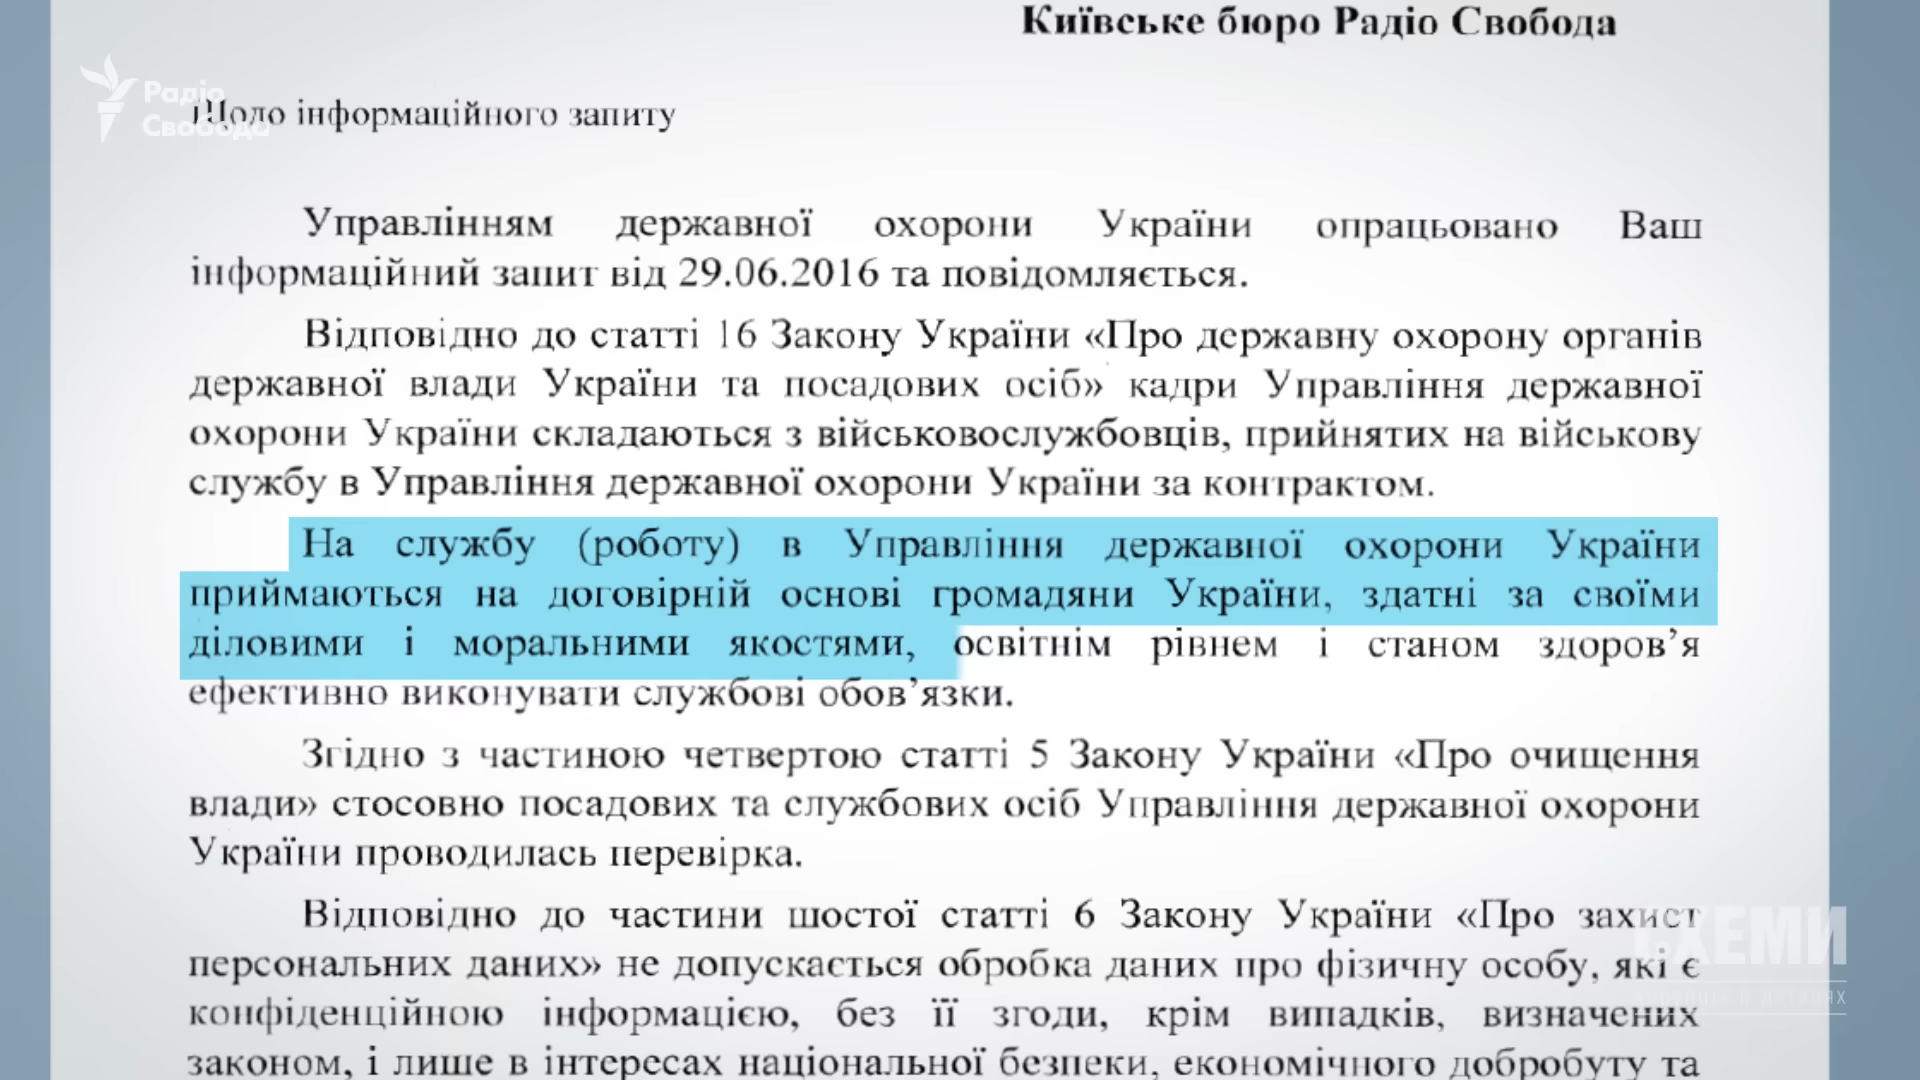 Київське бюро Радіо Свобода
Радіо
Свобода
Щодо інформаційного запиту
Управлінням державної охорони України опрацьовано Ваш
інформаційний запит від 29.06.2016 та повідомляється.
Відповідно до статті 16 Закону України «Про державну охорону органів
державної влади України та посадових осіб» кадри Управління державної
охорони України складаються з військовослужбовців, прийнятих на військову
службу в Управління державної охорони України за контрактом.
На службу (роботу) в Управління державної охорони України
приймаються на договірній основі громадяни України, здатні за своїми
діловими і моральними якостями, освітнім рівнем і станом здоров’я
ефективно виконувати службові обов’язки.
Згідно з частиною четвертою статті 5 Закону України «Про очищення
влади» стосовно посадових та службових осіб Управління державної охорони
України проводилась перевірка.
Відповідно до частини шостої статті 6 Закону України «Про захист
персональних даних» не допускається обробка даних про фізичну особу, які є
конфіденційною інформацією, без її згоди, крім випадків, визначених
законом, і лише в інтересах національної безпеки, економічного добробуту та
СХЕМИ